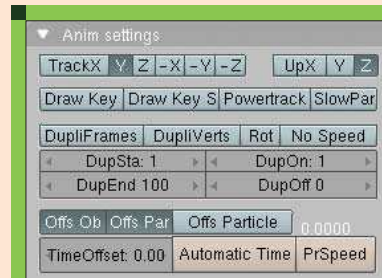 Anim settings
TrackX Y Z -X -Y -Z UpX Y Z
Draw Key Draw Key S Powertrack SlowPar
DupliFrames DupliVerts Rot No Speed
DupSta: 1 DupOn: 1
DupEnd 100 DupOff 0
Offs Ob Offs Par Offs Particle 0.0000
TimeOffset: 0.00 Automatic Time PrSpeed